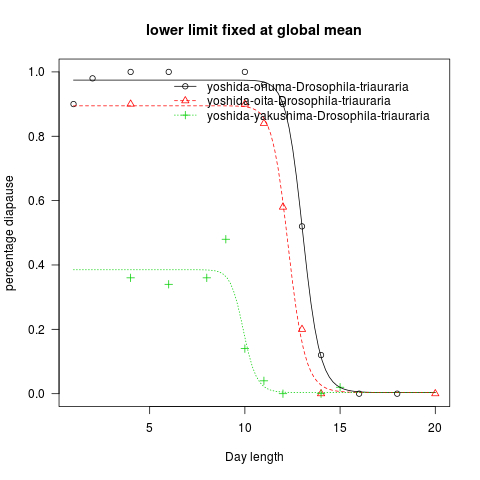 lower limit fixed at global mean
yoshida-onuma-Drosophila-triauraria
yoshida-oita-Drosophila-triauraria
yoshida-yakushima-Drosophila-triauraria
percentage diapause
1.0
0.8
0.6
0.4
0.2
0.0
5
10
15
20
Day length